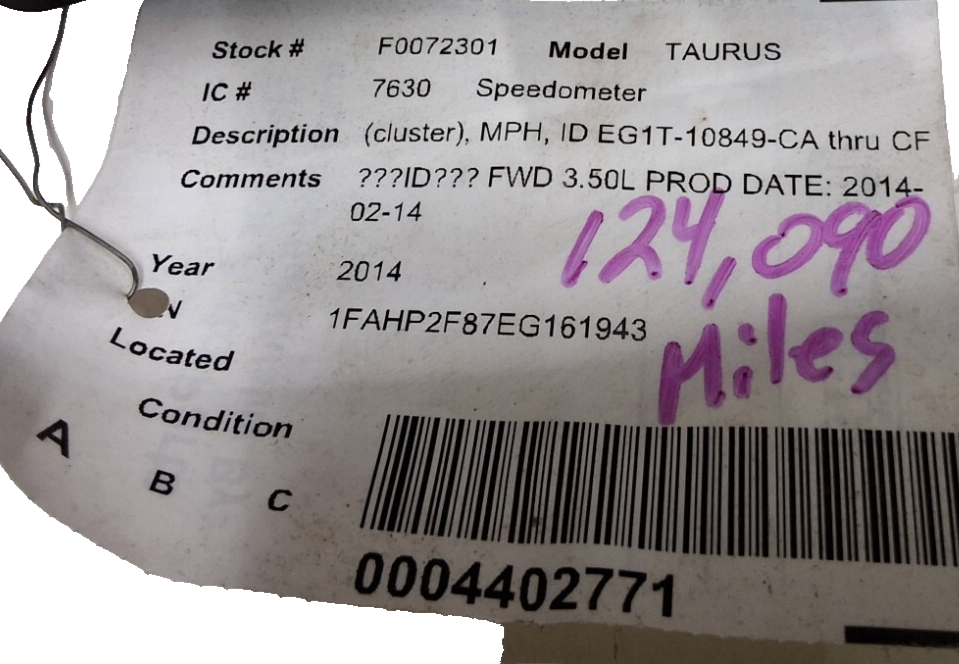 Stock # F0072301 Model TAURUS
IC # 7630 Speedometer
Description (cluster), MPH, ID EG1T-10849-CA thru CF
Comments ???ID??? FWD 3.50L PROD DATE: 2014-
02-14
124,090
Miles
Year 2014
1FAHP2F87EG161943
Located
Condition
A B C
0004402771